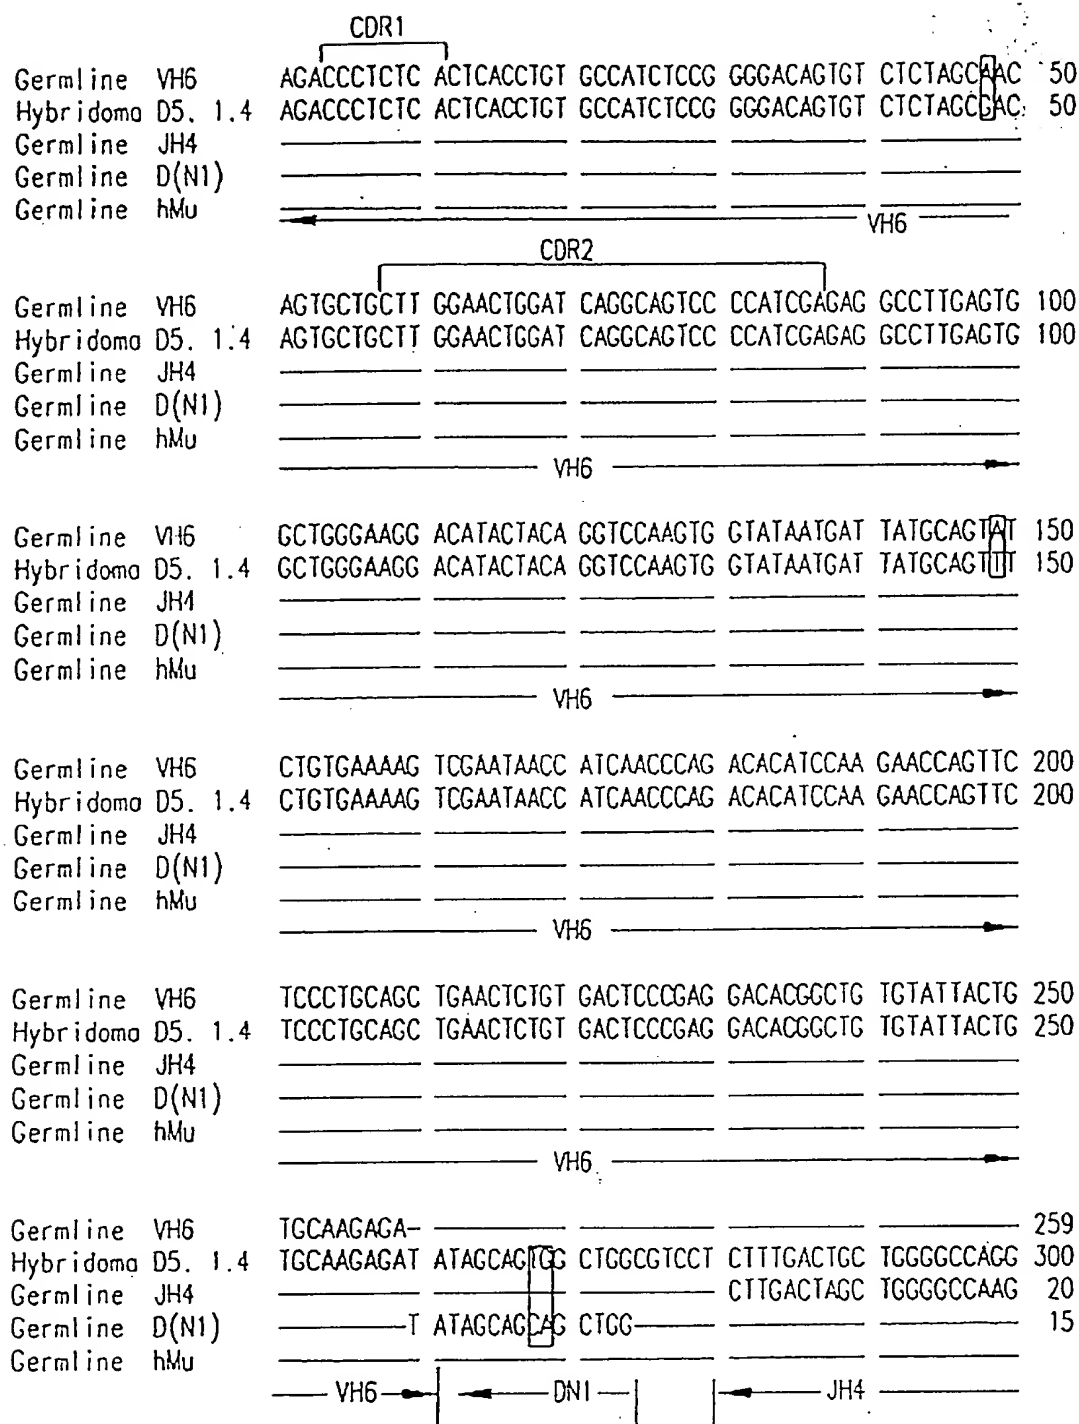 CDR1
Germline VH6 AGACCCTCTC ACTCACCTGT GCCATCTCCG GGGACAGTGT CTCTAGCAAC 50
Hybridoma D5. 1.4 AGACCCTCTC ACTCACCTGT GCCATCTCCG GGGACAGTGT CTCTAGCGAC 50
Germline JH4
Germline D(N1)
Germline hMu
VH6
CDR2
Germline VH6 AGTGCTGCTT GGAACTGGAT CAGGCAGTCC CCATCGAGAG GCCTTGAGTG 100
Hybridoma D5. 1.4 AGTGCTGCTT GGAACTGGAT CAGGCAGTCC CCATCGAGAG GCCTTGAGTG 100
Germline JH4
Germline D(N1)
Germline hMu
VH6
Germline VH6 GCTGGGAAGG ACATACTACA GGTCCAAGTG GTATAATGAT TATGCAGTAT 150
Hybridoma D5. 1.4 GCTGGGAAGG ACATACTACA GGTCCAAGTG GTATAATGAT TATGCAGTTT 150
Germline JH4
Germline D(N1)
Germline hMu
VH6
Germline VH6 CTGTGAAAAG TCGAATAACC ATCAACCCAG ACACATCCAA GAACCAGTTC 200
Hybridoma D5. 1.4 CTGTGAAAAG TCGAATAACC ATCAACCCAG ACACATCCAA GAACCAGTTC 200
Germline JH4
Germline D(N1)
Germline hMu
VH6
Germline VH6 TCCCTGCAGC TGAACTCTGT GACTCCCGAG GACACGGCTG TGTATTACTG 250
Hybridoma D5. 1.4 TCCCTGCAGC TGAACTCTGT GACTCCCGAG GACACGGCTG TGTATTACTG 250
Germline JH4
Germline D(N1)
Germline hMu
VH6
Germline VH6 TGCAAGAGA- 259
Hybridoma D5. 1.4 TGCAAGAGAT ATAGCAGTGG CTGGCGTCCT CTTTGACTGC TGGGGCCAGG 300
Germline JH4 CTTGACTAGC TGGGGCCAAG 20
Germline D(N1) T ATAGCAGCAG CTGG 15
Germline hMu
VH6 DN1 JH4